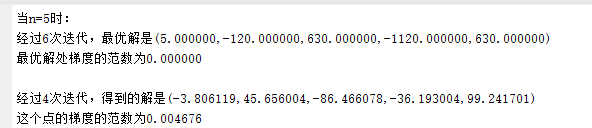 当n=5时:
经过6次迭代，最优解是(5.000000,-120.000000,630.000000,-1120.000000,630.000000)
最优解处梯度的范数为0.000000
经过4次迭代，得到的解是(-3.806119,45.656004,-86.466078,-36.193004,99.241701)
这个点的梯度的范数为0.004676